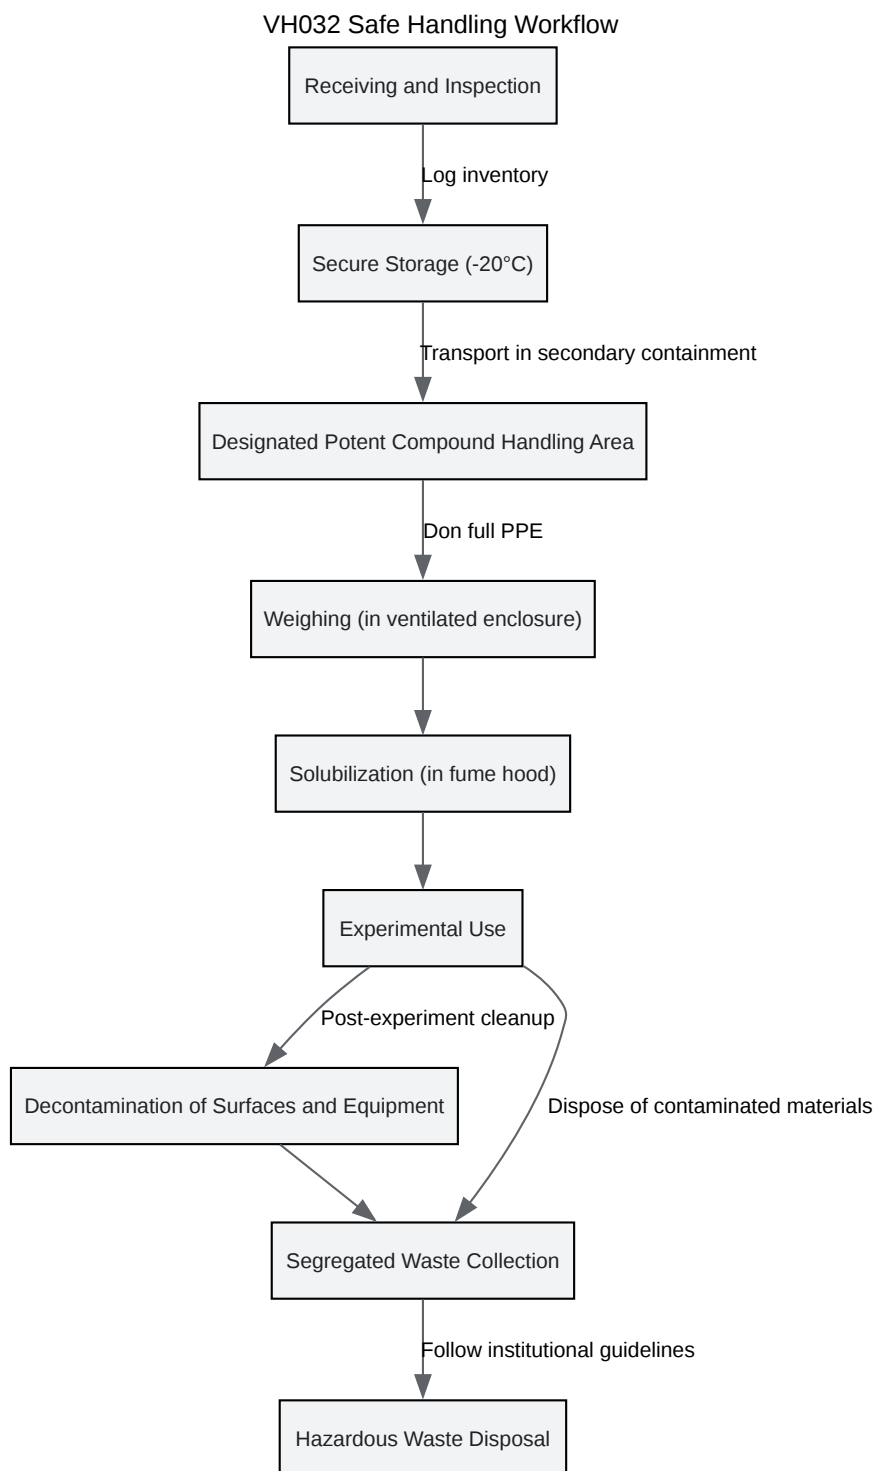 VH032 Safe Handling Workflow
Receiving and Inspection
Log inventory
Secure Storage (-20°C)
Transport in secondary containment
Designated Potent Compound Handling Area
Don full PPE
Weighing (in ventilated enclosure)
Solubilization (in fume hood)
Experimental Use
Post-experiment cleanup
Decontamination of Surfaces and Equipment
Dispose of contaminated materials
Segregated Waste Collection
Follow institutional guidelines
Hazardous Waste Disposal